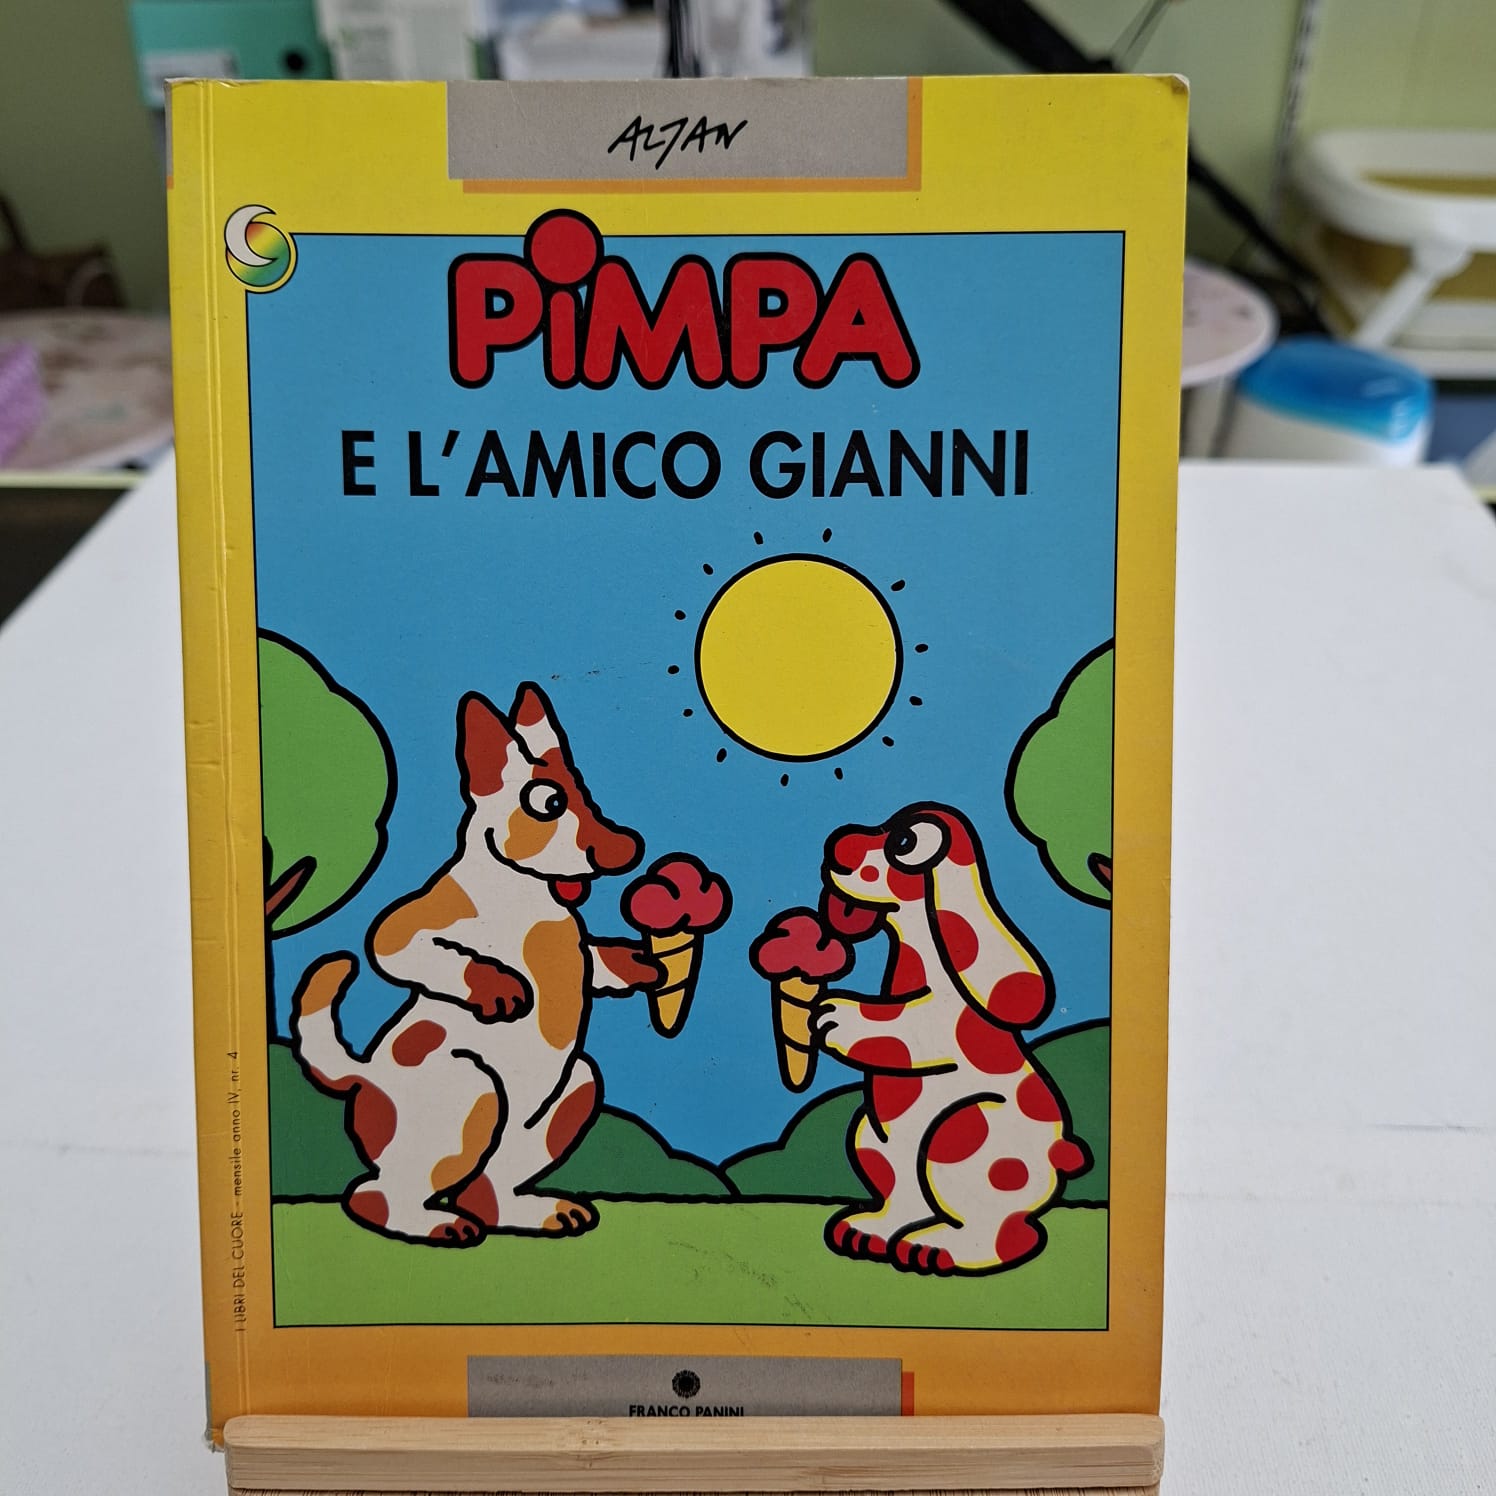 ALTAN
PIMPA
E L'AMICO GIANNI
I LIBRI DEL CUORE - mensile anno IV, nr. 4
FRANCO PANINI